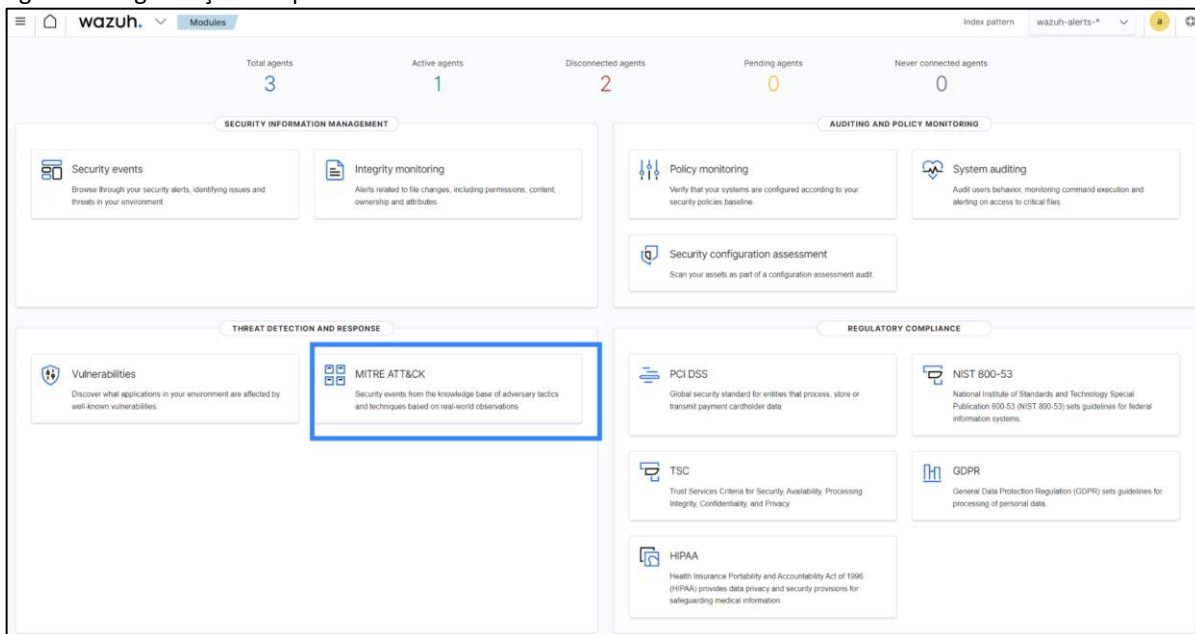 wazuh. Modules Index pattern wazuh-alerts-* a
Total agents Active agents Disconnected agents Pending agents Never connected agents
3 1 2 0 0
SECURITY INFORMATION MANAGEMENT
Security events
Browse through your security alerts, identifying issues and
threats in your environment.
Integrity monitoring
Alerts related to file changes, including permissions, content,
ownership and attributes.
AUDITING AND POLICY MONITORING
Policy monitoring
Verify that your systems are configured according to your
security policies baseline.
System auditing
Audit users behavior, monitoring command execution and
alerting on access to critical files.
Security configuration assessment
Scan your assets as part of a configuration assessment audit.
THREAT DETECTION AND RESPONSE
Vulnerabilities
Discover what applications in your environment are affected by
well-known vulnerabilities.
MITRE ATT&CK
Security events from the knowledge base of adversary tactics
and techniques based on real-world observations
REGULATORY COMPLIANCE
PCI DSS
Global security standard for entities that process, store or
transmit payment cardholder data.
NIST 800-53
National Institute of Standards and Technology Special
Publication 800-53 (NIST 800-53) sets guidelines for federal
information systems.
TSC
Trust Services Criteria for Security, Availability, Processing
Integrity, Confidentiality, and Privacy
GDPR
General Data Protection Regulation (GDPR) sets guidelines for
processing of personal data.
HIPAA
Health Insurance Portability and Accountability Act of 1996
(HIPAA) provides data privacy and security provisions for
safeguarding medical information.